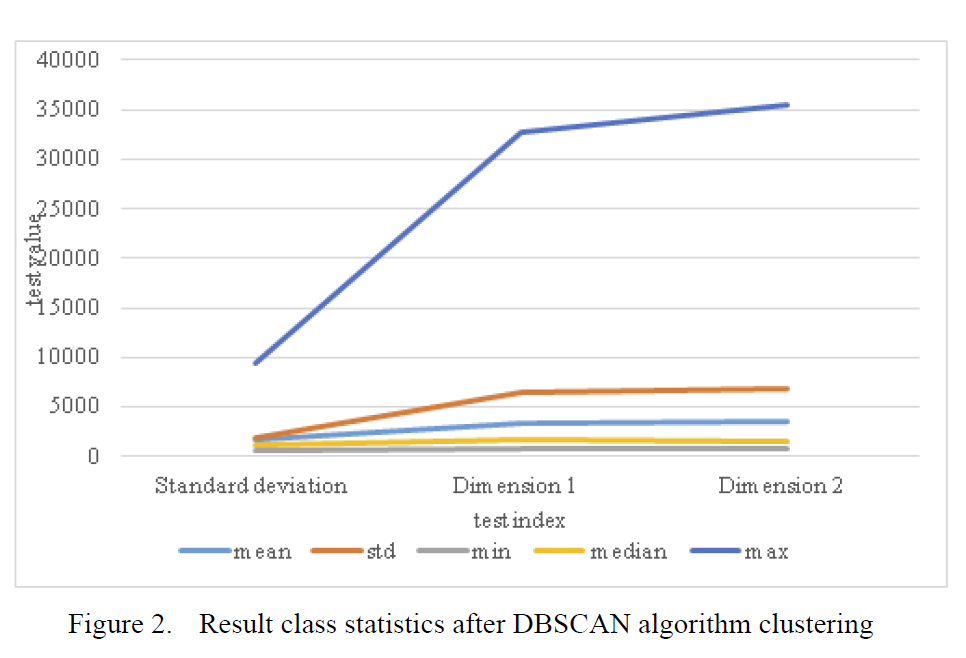 40000
35000
30000
25000
20000
15000
10000
5000
0
test value
Standard deviation Dimension 1 Dimension 2
test index
mean std min median max
Figure 2. Result class statistics after DBSCAN algorithm clustering